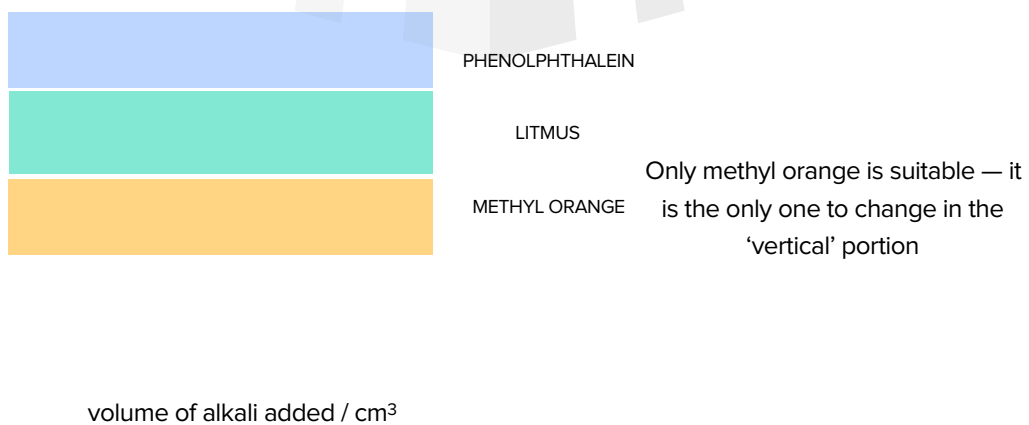 PHENOLPHTHALEIN
LITMUS
METHYL ORANGE
Only methyl orange is suitable — it
is the only one to change in the
‘vertical’ portion
volume of alkali added / cm³